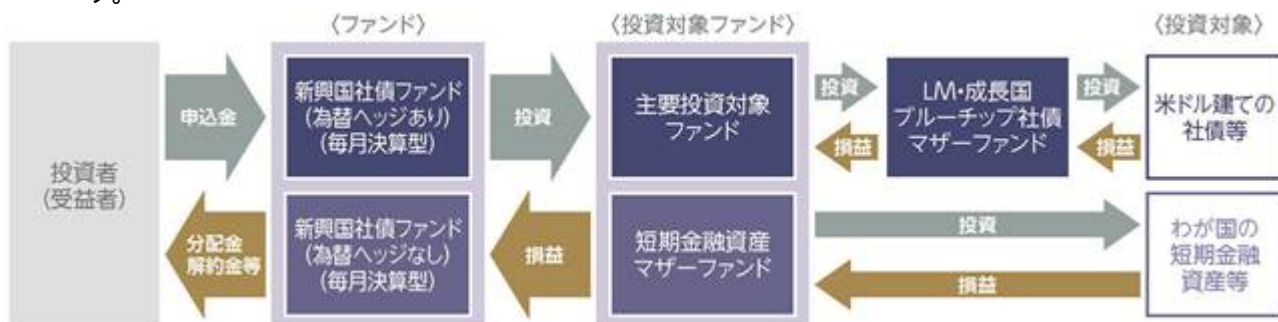 す。
〈ファンド〉
〈投資対象ファンド〉
〈投資対象〉
投資者
(受益者)
申込金
分配金
解約金等
新興国社債ファンド
(為替ヘッジあり)
(毎月決算型)
新興国社債ファンド
(為替ヘッジなし)
(毎月決算型)
投資
損益
主要投資対象
ファンド
短期金融資産
マザーファンド
投資
損益
LM・成長国
ブルーチップ社債
マザーファンド
投資
損益
米ドル建ての
社債等
投資
損益
わが国の
短期金融
資産等